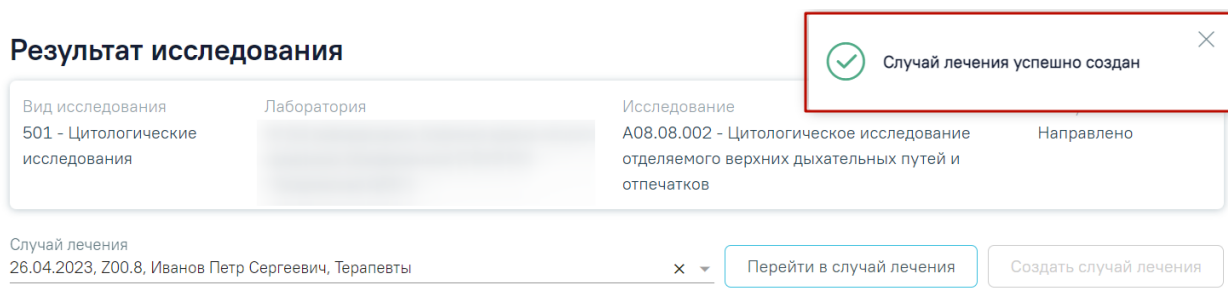 Результат исследования
Случай лечения успешно создан
Вид исследования
501 - Цитологические
исследования
Лаборатория
Исследование
A08.08.002 - Цитологическое исследование
отделяемого верхних дыхательных путей и
отпечатков
Направлено
Случай лечения
26.04.2023, Z00.8, Иванов Петр Сергеевич, Терапевты
Перейти в случай лечения
Создать случай лечения